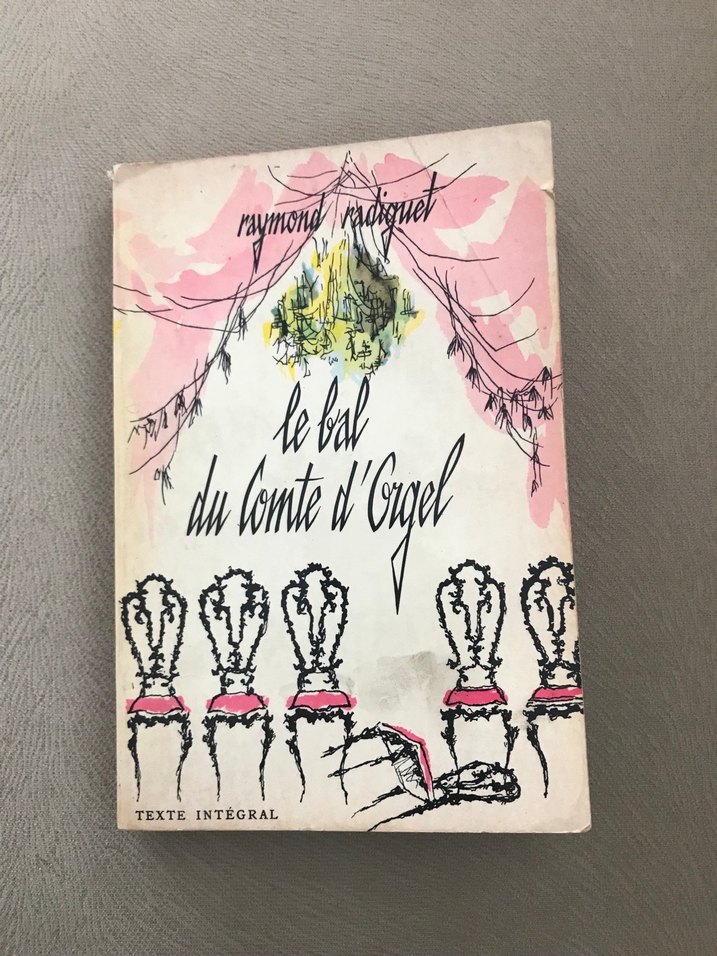 raymond radiguet
le bal
du Comte d'Orgel
TEXTE INTÉGRAL